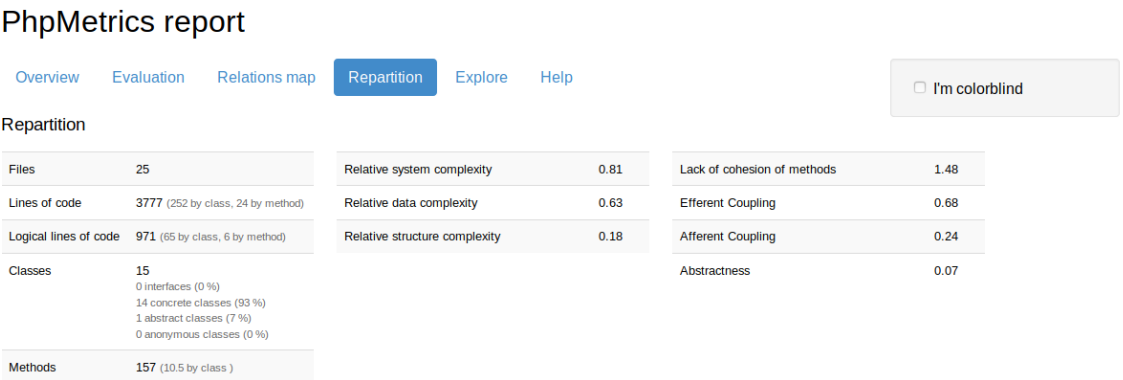 PhpMetrics report
Overview Evaluation Relations map Repartition Explore Help
I'm colorblind
Repartition
Files 25
Lines of code 3777 (252 by class, 24 by method)
Logical lines of code 971 (65 by class, 6 by method)
Classes 15
0 interfaces (0 %)
14 concrete classes (93 %)
1 abstract classes (7 %)
0 anonymous classes (0 %)
Methods 157 (10.5 by class )
Relative system complexity 0.81
Relative data complexity 0.63
Relative structure complexity 0.18
Lack of cohesion of methods 1.48
Efferent Coupling 0.68
Afferent Coupling 0.24
Abstractness 0.07